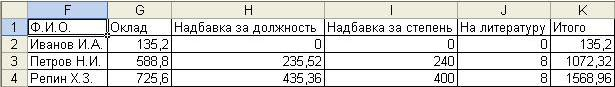 F G H I J K
1 Ф.И.О. Оклад Надбавка за должность Надбавка за степень На литературу Итого
2 Иванов И.А. 135,2 0 0 0 135,2
3 Петров Н.И. 588,8 235,52 240 8 1072,32
4 Репин Х.З. 725,6 435,36 400 8 1568,96